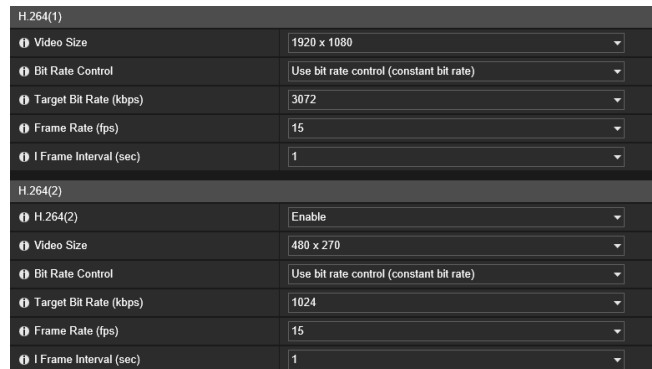 H.264(1)
Video Size 1920 x 1080
Bit Rate Control Use bit rate control (constant bit rate)
Target Bit Rate (kbps) 3072
Frame Rate (fps) 15
I Frame Interval (sec) 1
H.264(2)
H.264(2) Enable
Video Size 480 x 270
Bit Rate Control Use bit rate control (constant bit rate)
Target Bit Rate (kbps) 1024
Frame Rate (fps) 15
I Frame Interval (sec) 1